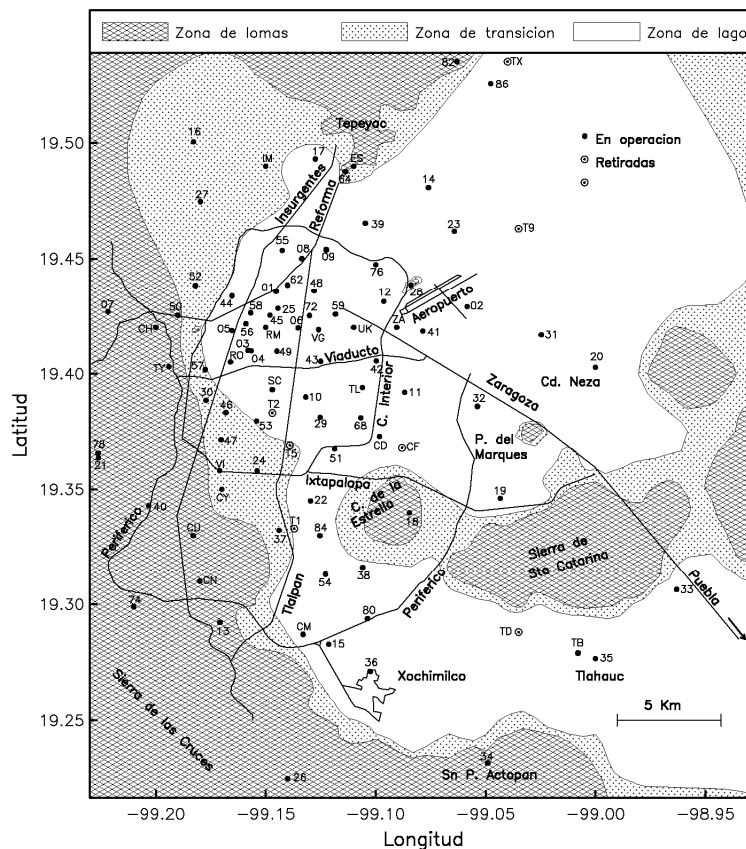 Zona de lomas
Zona de transicion
Zona de lago
82
TX
86
Tepeyac
16
17
IM
ES
64
En operacion
Retiradas
19.50
14
27
Insurgentes
Reforma
39
23
T9
19.45
55
08
09
76
52
01
62
48
28
12
44
58
25
59
02
07
50
45
72
Aeropuerto
CH
05
56
RM
06
VG
UK
ZA
41
31
03
RO
04
49
43
Viaducto
42
TY
57
20
19.40
30
SC
TL
C. Interior
11
Zaragoza
Cd. Neza
46
T2
10
32
53
29
68
47
T5
CD
CF
P. del
Marques
78
21
51
VI
24
Ixtapalapa
19.35
CY
22
C. de la
Estrella
19
40
Periferico
CU
37
T1
84
18
Sierra de
Sta Catarina
CN
54
38
Periferico
Puebla
33
19.30
74
13
Tlalpan
80
CM
15
TD
TB
35
36
Xochimilco
Tlahuac
Sierra de las Cruces
19.25
5 Km
34
Sn P. Actopan
26
Latitud
−99.20
−99.15
−99.10
−99.05
−99.00
−98.95
Longitud